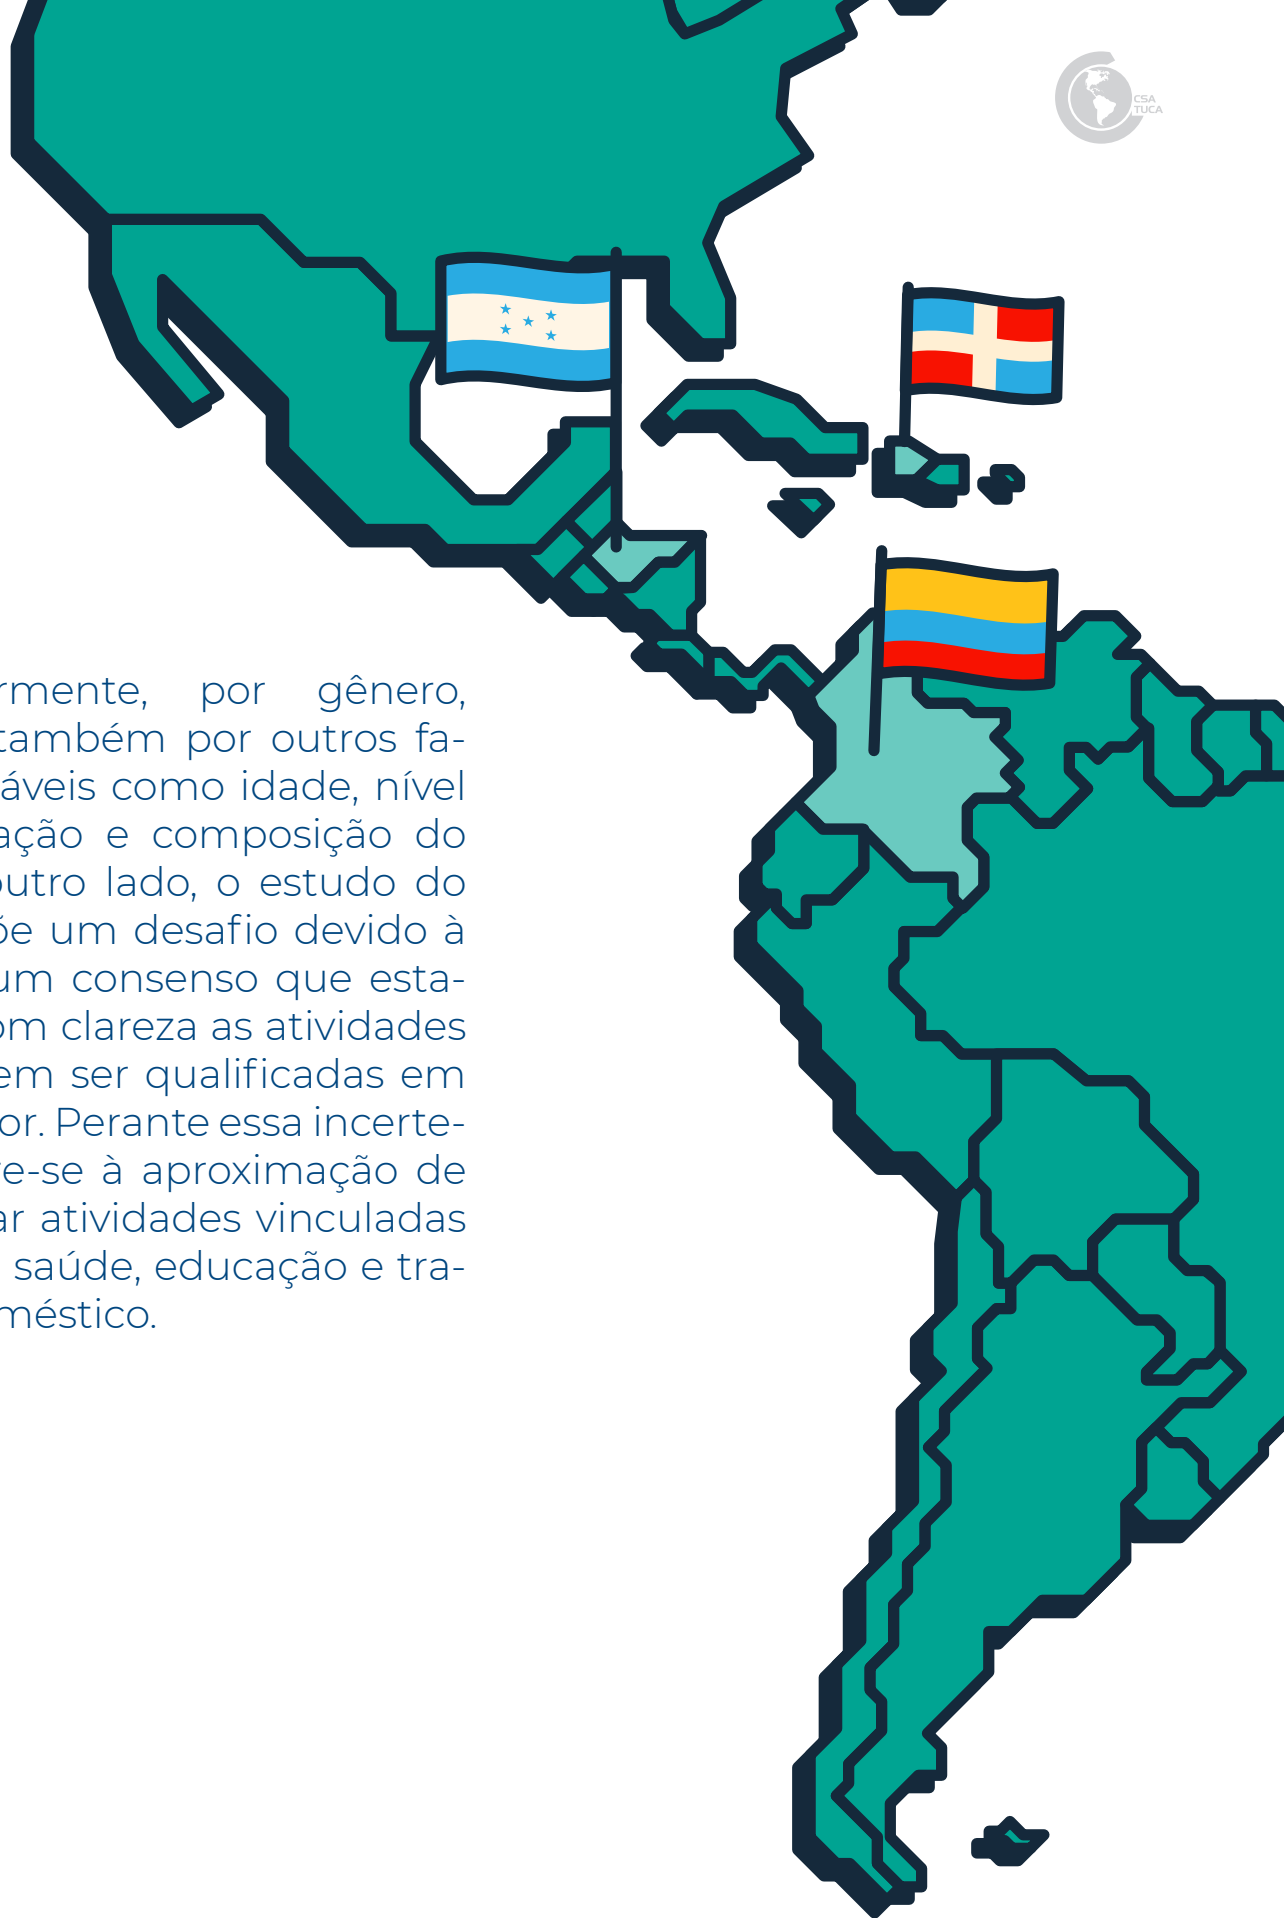 CSA
TUCA
rmente, por gênero,
também por outros fa-
áveis como idade, nível
ação e composição do
outro lado, o estudo do
õe um desafio devido à
um consenso que esta-
om clareza as atividades
em ser qualificadas em
or. Perante essa incerte-
e-se à aproximação de
ar atividades vinculadas
saúde, educação e tra-
méstico.